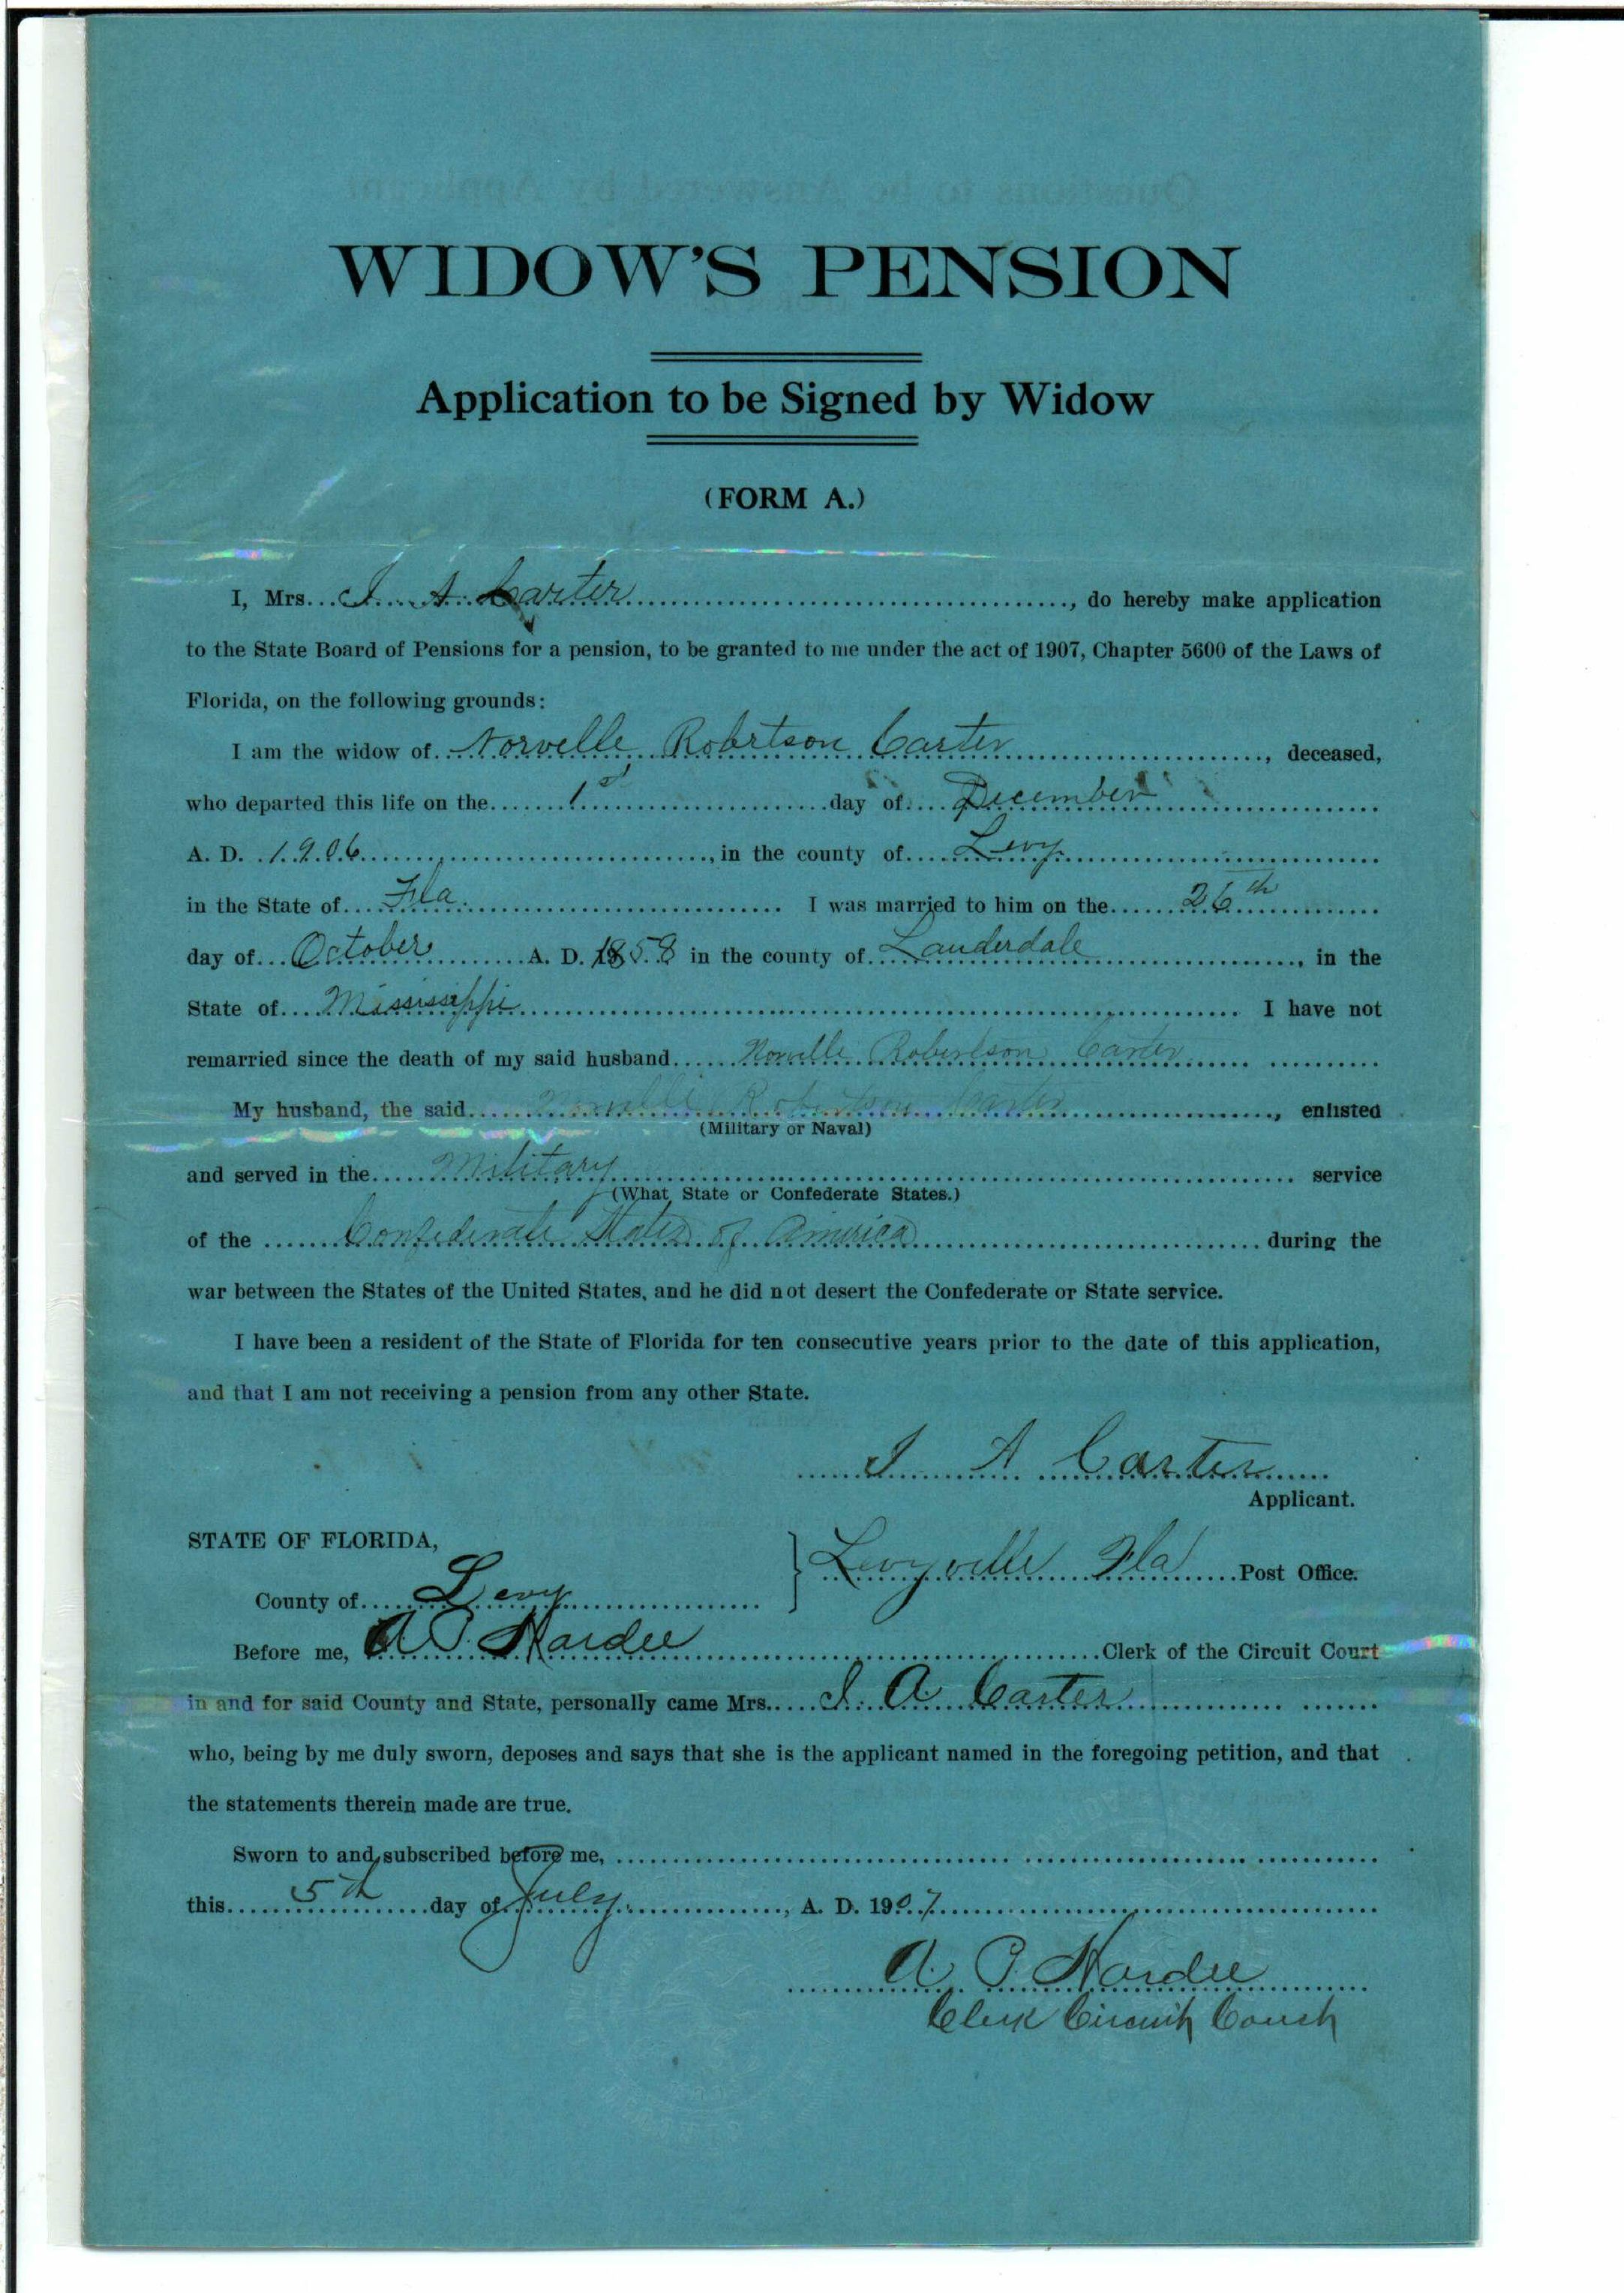 WIDOW'S PENSION
Application to be Signed by Widow
(FORM A.)
I, Mrs. I. A. Carter, do hereby make application
to the State Board of Pensions for a pension, to be granted to me under the act of 1907, Chapter 5600 of the Laws of
Florida, on the following grounds:
I am the widow of Norvelle Robertson Carter, deceased,
who departed this life on the 1st day of December
A. D. 1906, in the county of Levy
in the State of Fla. I was married to him on the 26th
day of October A. D. 1858 in the county of Lauderdale, in the
State of Mississippi I have not
remarried since the death of my said husband Norvelle Robertson Carter
My husband, the said Norvelle Robertson Carter, enlisted
(Military or Naval)
and served in the Military service
(What State or Confederate States.)
of the Confederate States of America during the
war between the States of the United States, and he did not desert the Confederate or State service.
I have been a resident of the State of Florida for ten consecutive years prior to the date of this application,
and that I am not receiving a pension from any other State.
I A Carter
Applicant.
STATE OF FLORIDA,
Levyville Fla Post Office.
County of Levy
Before me, A. P. Hardee Clerk of the Circuit Court
in and for said County and State, personally came Mrs. I. A. Carter
who, being by me duly sworn, deposes and says that she is the applicant named in the foregoing petition, and that
the statements therein made are true.
Sworn to and subscribed before me,
this 5th day of July, A. D. 1907
A. P. Hardee
Clerk Circuit Court